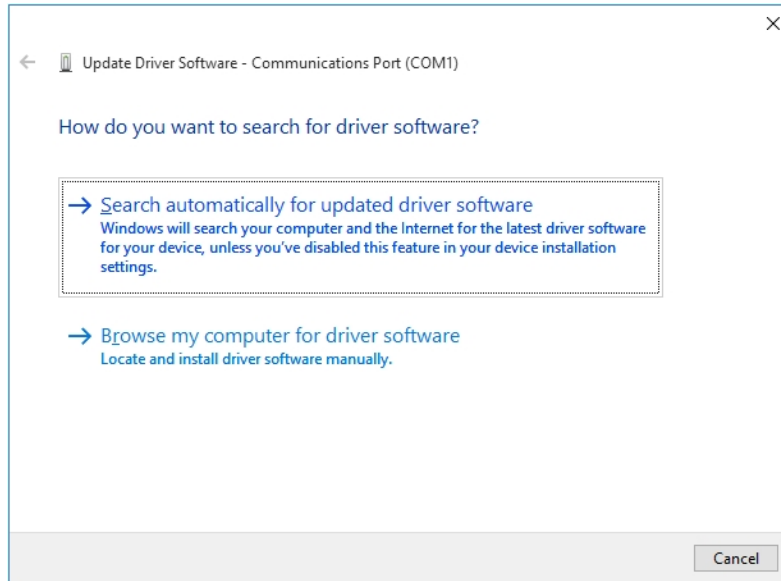 Update Driver Software - Communications Port (COM1)
How do you want to search for driver software?
Search automatically for updated driver software
Windows will search your computer and the Internet for the latest driver software
for your device, unless you've disabled this feature in your device installation
settings.
Browse my computer for driver software
Locate and install driver software manually.
Cancel